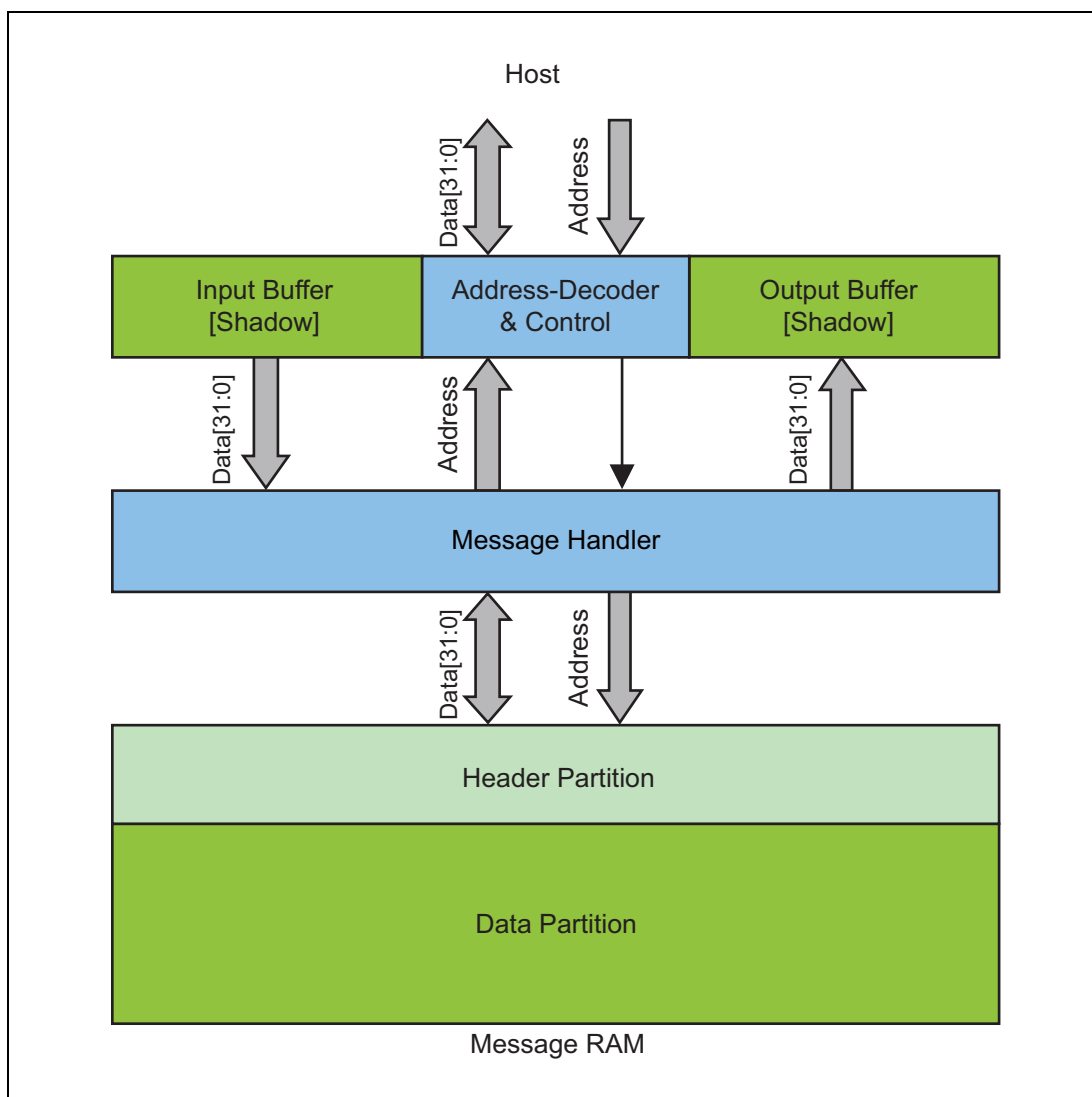 Host
Data[31:0]
Address
Input Buffer
[Shadow]
Address-Decoder
& Control
Output Buffer
[Shadow]
Data[31:0]
Address
Data[31:0]
Message Handler
Data[31:0]
Address
Header Partition
Data Partition
Message RAM